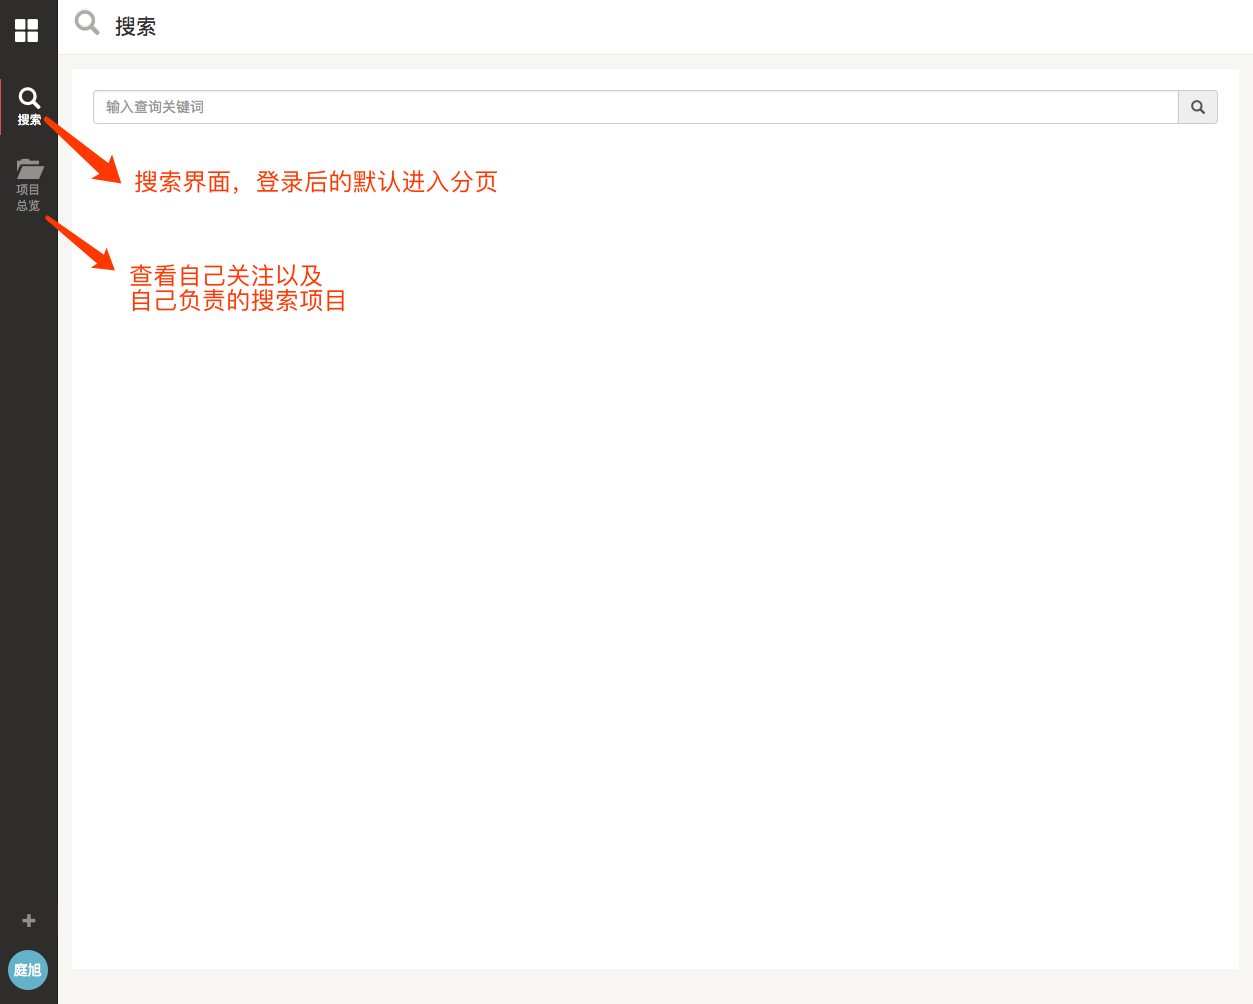 搜索
搜索
项目
总览
输入查询关键词
搜索界面，登录后的默认进入分页
查看自己关注以及
自己负责的搜索项目
庭旭